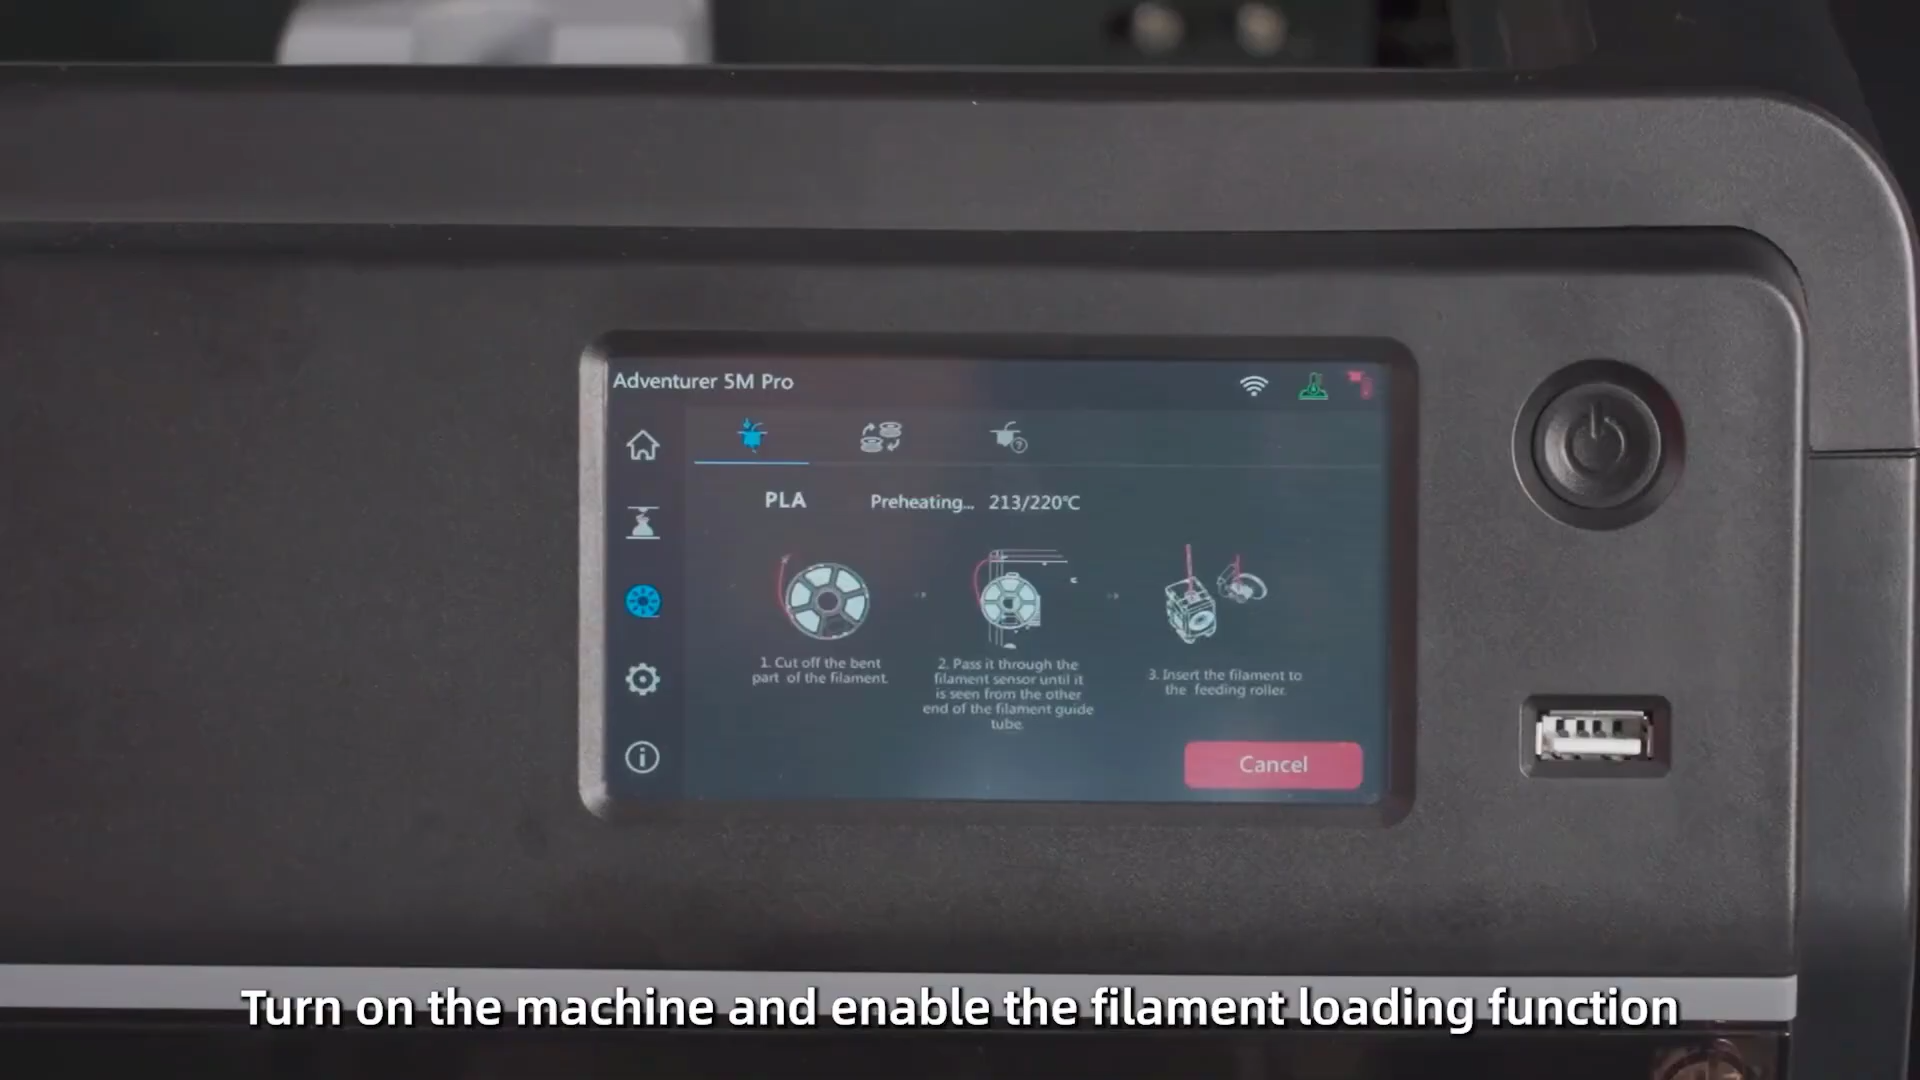 Adventurer 5M Pro
PLA
Preheating... 213/220℃
1. Cut off the bent
part of the filament.
2. Pass it through the
filament sensor until it
is seen from the other
end of the filament guide
tube.
3. Insert the filament to
the feeding roller.
Cancel
Turn on the machine and enable the filament loading function